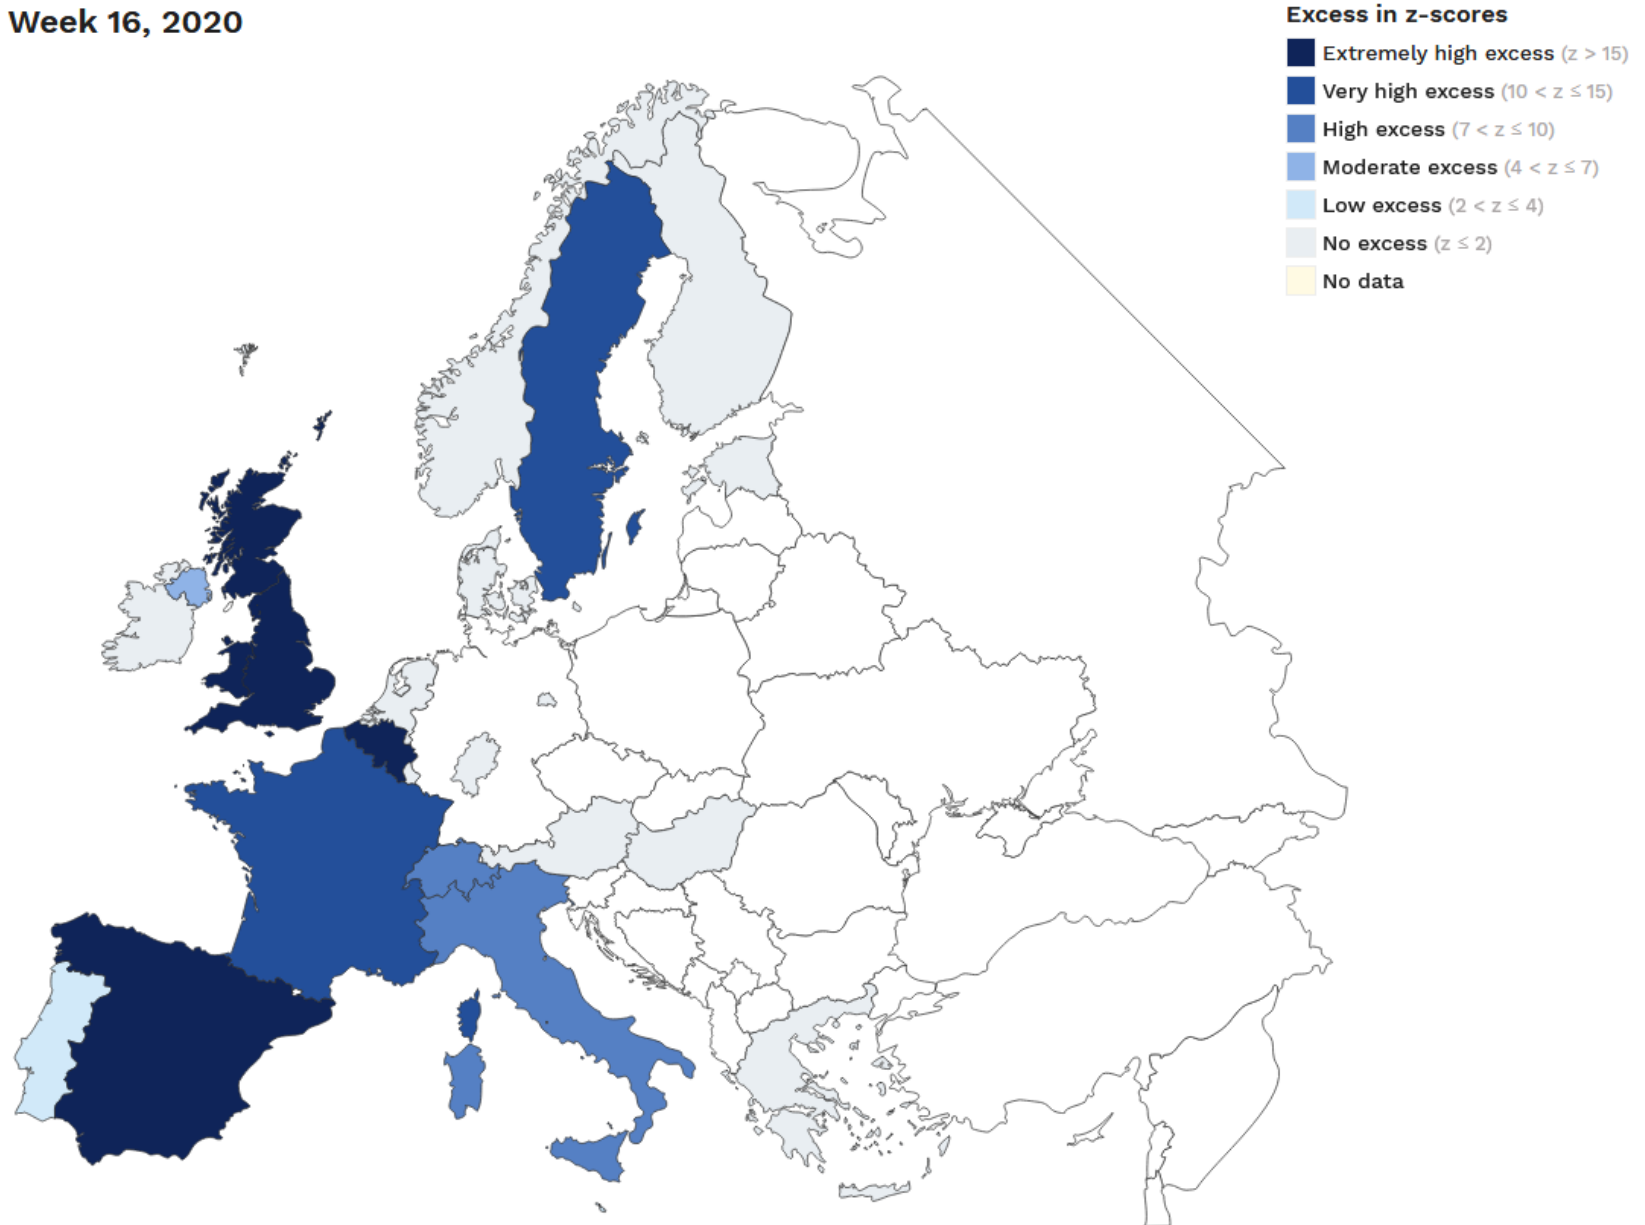 Week 16, 2020
Excess in z-scores
Extremely high excess (z > 15)
Very high excess (10 < z ≤ 15)
High excess (7 < z ≤ 10)
Moderate excess (4 < z ≤ 7)
Low excess (2 < z ≤ 4)
No excess (z ≤ 2)
No data